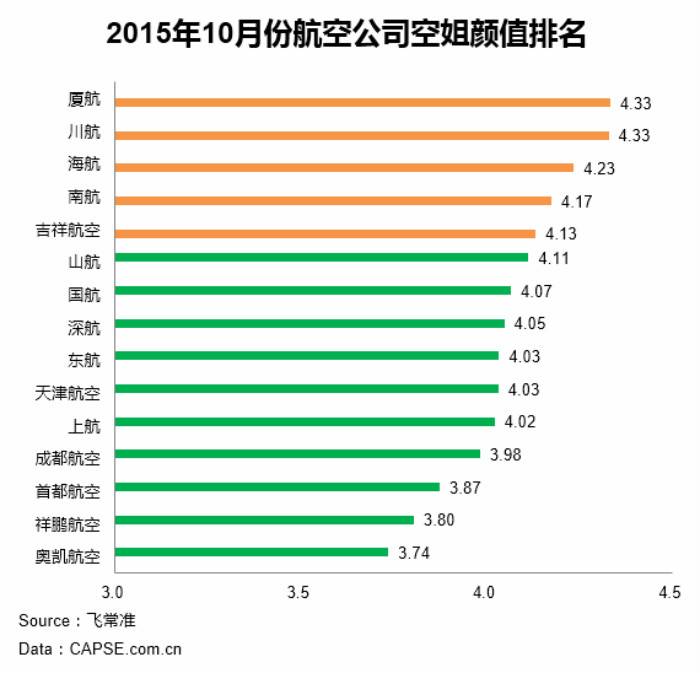 2015年10月份航空公司空姐颜值排名
厦航 4.33
川航 4.33
海航 4.23
南航 4.17
吉祥航空 4.13
山航 4.11
国航 4.07
深航 4.05
东航 4.03
天津航空 4.03
上航 4.02
成都航空 3.98
首都航空 3.87
祥鹏航空 3.80
奥凯航空 3.74
3.0 3.5 4.0 4.5
Source：飞常准
Data：CAPSE.com.cn